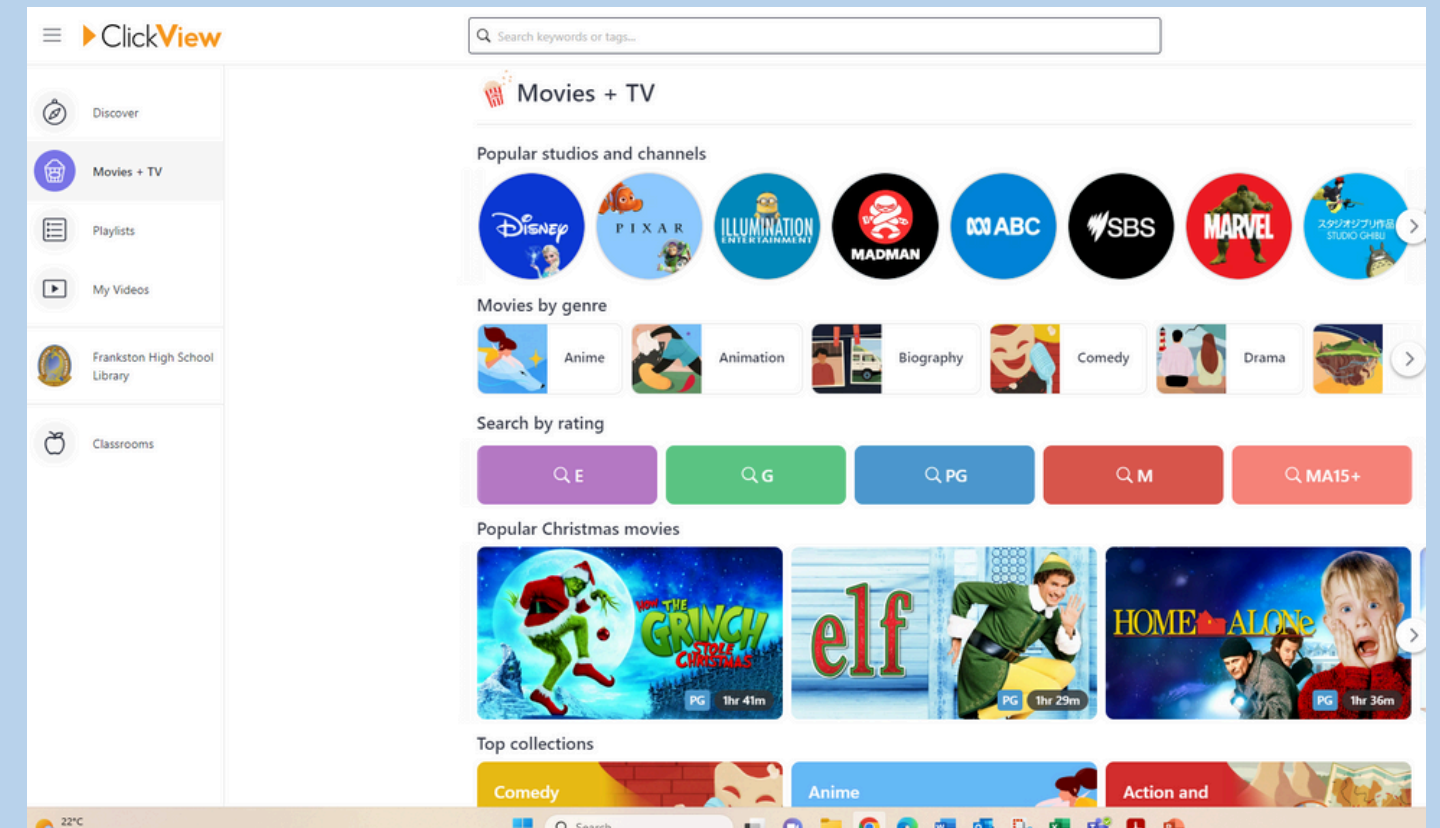 ClickView
Search keywords or tags...
Discover
Movies + TV
Playlists
My Videos
Frankston High School
Library
Classrooms
Movies + TV
Popular studios and channels
Disney
PIXAR
ILLUMINATION
ENTERTAINMENT
MADMAN
ABC
SBS
MARVEL
スタジオジブリ作品
STUDIO GHIBLI
Movies by genre
Anime
Animation
Biography
Comedy
Drama
Search by rating
E
G
PG
M
MA15+
Popular Christmas movies
HOW THE
GRINCH
STOLE
CHRISTMAS
PG 1hr 41m
elf
PG 1hr 29m
HOME ALONe
PG 1hr 36m
Top collections
Comedy
Anime
Action and
22°C
Search